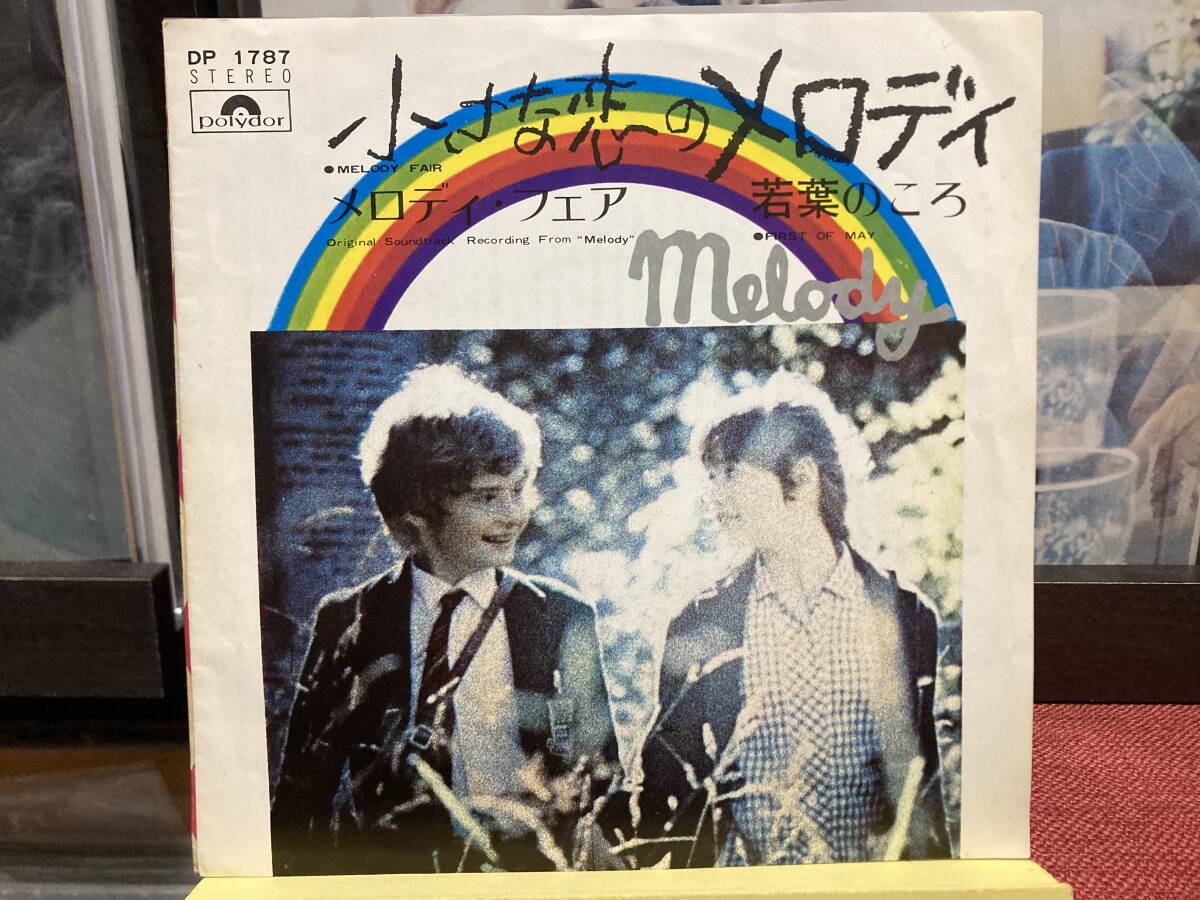 DP 1787
STEREO
polydor
小さな恋のメロディ
●MELODY FAIR
メロディ・フェア
若葉のころ
Original Soundtrack Recording From "Melody"
●FIRST OF MAY
melody